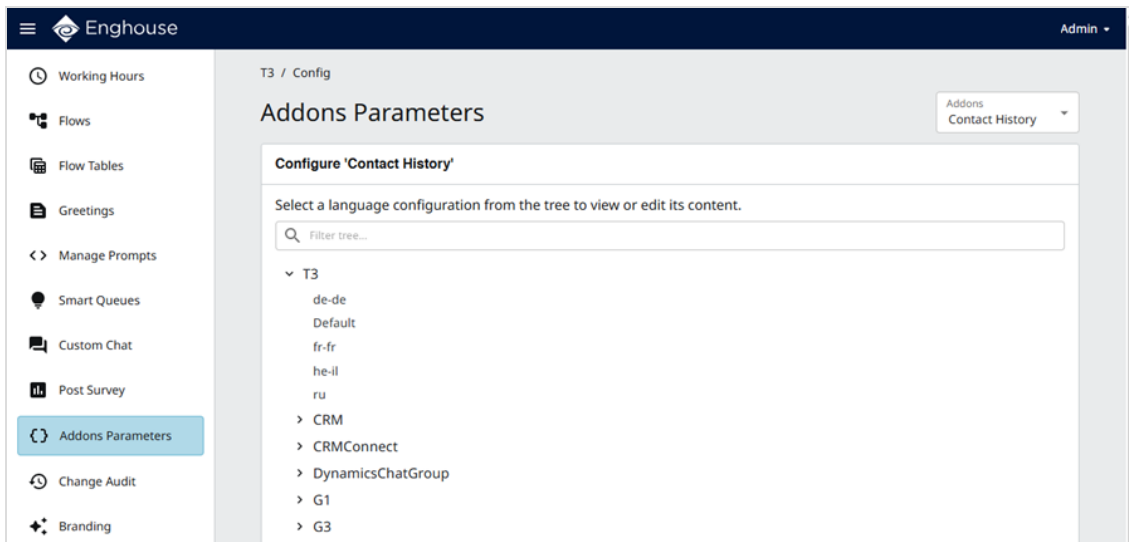 Enghouse
Admin
Working Hours
Flows
Flow Tables
Greetings
Manage Prompts
Smart Queues
Custom Chat
Post Survey
Addons Parameters
Change Audit
Branding
T3 / Config
Addons Parameters
Addons
Contact History
Configure 'Contact History'
Select a language configuration from the tree to view or edit its content.
Filter tree...
T3
de-de
Default
fr-fr
he-il
ru
CRM
CRMConnect
DynamicsChatGroup
G1
G3